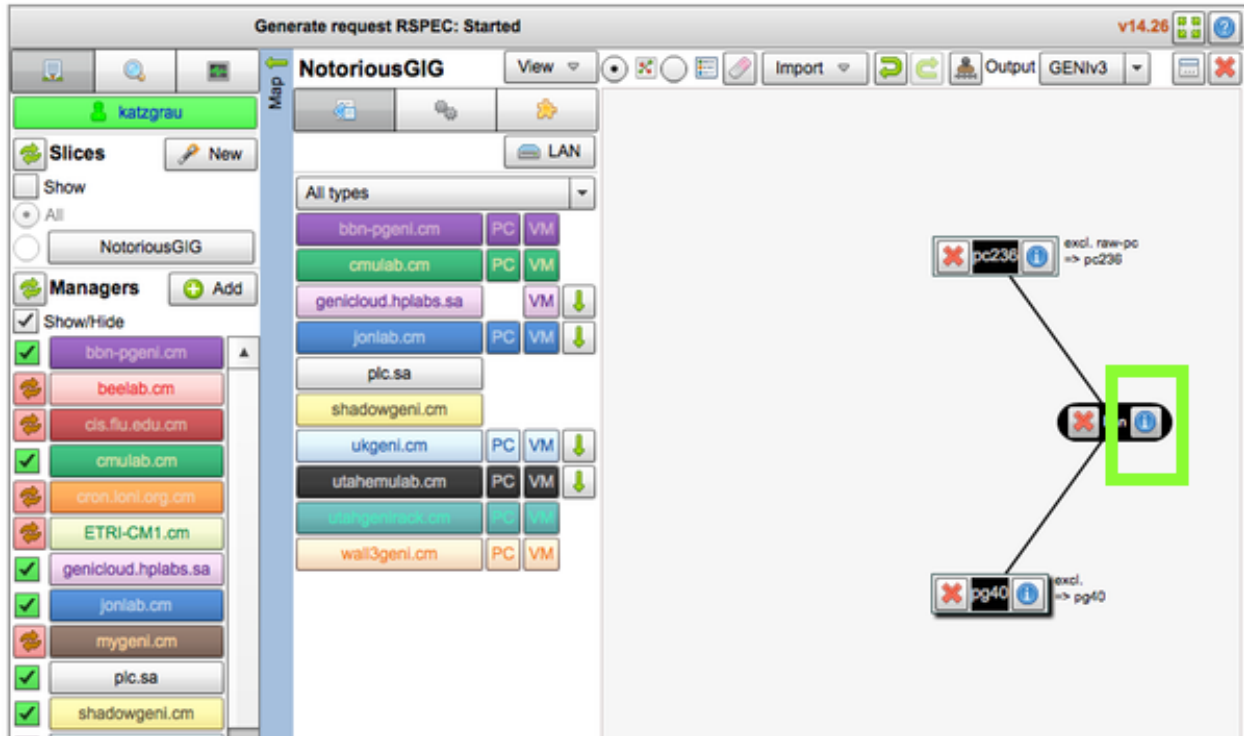 Generate request RSPEC: Started
v14.26
katzgrau
Slices
New
Show
All
NotoriousGIG
Managers
Add
Show/Hide
bbn-pgeni.cm
beelab.cm
cis.fiu.edu.cm
cmulab.cm
cron.loni.org.cm
ETRI-CM1.cm
genicloud.hplabs.sa
jonlab.cm
mygeni.cm
plc.sa
shadowgeni.cm
Map
NotoriousGIG
View
Import
Output
GENIv3
LAN
All types
bbn-pgeni.cm PC VM
cmulab.cm PC VM
genicloud.hplabs.sa VM
jonlab.cm PC VM
plc.sa
shadowgeni.cm
ukgeni.cm PC VM
utahemulab.cm PC VM
utahgenirack.cm PC VM
wall3geni.cm PC VM
pc236
excl. raw-pc
=> pc236
pg40
excl.
=> pg40